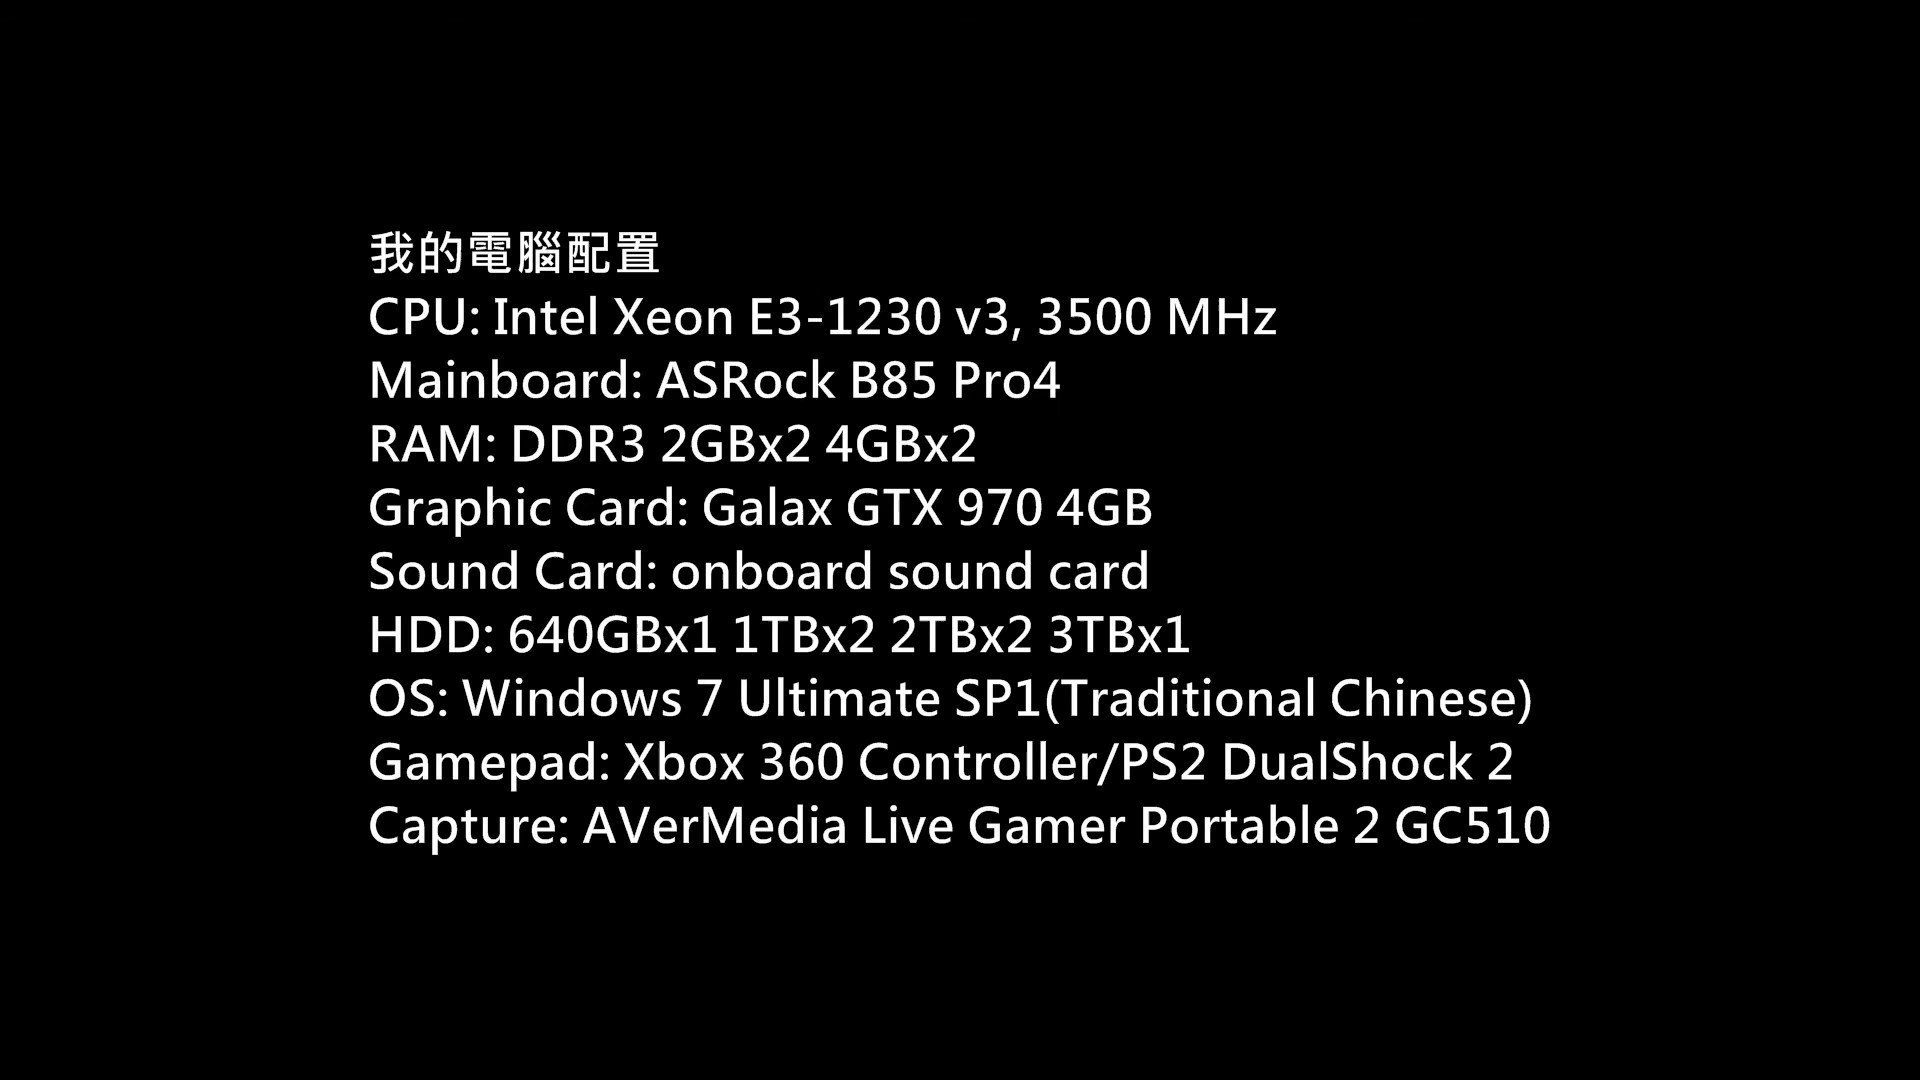 我的電腦配置
CPU: Intel Xeon E3-1230 v3, 3500 MHz
Mainboard: ASRock B85 Pro4
RAM: DDR3 2GBx2 4GBx2
Graphic Card: Galax GTX 970 4GB
Sound Card: onboard sound card
HDD: 640GBx1 1TBx2 2TBx2 3TBx1
OS: Windows 7 Ultimate SP1(Traditional Chinese)
Gamepad: Xbox 360 Controller/PS2 DualShock 2
Capture: AVerMedia Live Gamer Portable 2 GC510